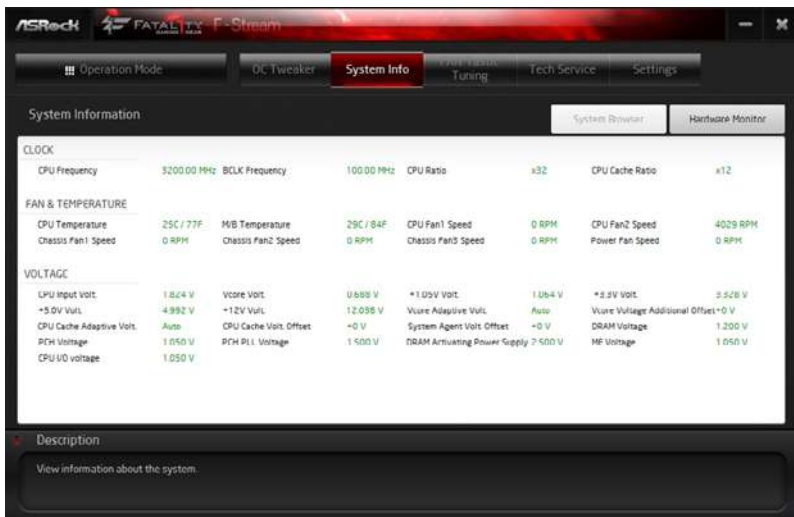 ASRock FATAL1TY GAMING GEAR F-Stream
Operation Mode OC Tweaker System Info FAN-Tastic Tuning Tech Service Settings
System Information System Browser Hardware Monitor
CLOCK
CPU Frequency 3200.00 MHz BCLK Frequency 100.00 MHz CPU Ratio x32 CPU Cache Ratio x12
FAN & TEMPERATURE
CPU Temperature 25C / 77F M/B Temperature 29C / 84F CPU Fan1 Speed 0 RPM CPU Fan2 Speed 4029 RPM
Chassis Fan1 Speed 0 RPM Chassis Fan2 Speed 0 RPM Chassis Fan3 Speed 0 RPM Power Fan Speed 0 RPM
VOLTAGE
CPU Input Volt. 1.824 V Vcore Volt. 0.688 V +1.05V Volt. 1.064 V +3.3V Volt. 3.328 V
+5.0V Volt. 4.992 V +12V Volt. 12.038 V Vcore Adaptive Volt. Auto Vcore Voltage Additional Offset +0 V
CPU Cache Adaptive Volt. Auto CPU Cache Volt. Offset +0 V System Agent Volt Offset +0 V DRAM Voltage 1.200 V
PCH Voltage 1.050 V PCH PLL Voltage 1.500 V DRAM Activating Power Supply 2.500 V ME Voltage 1.050 V
CPU I/O voltage 1.050 V
Description
View information about the system.